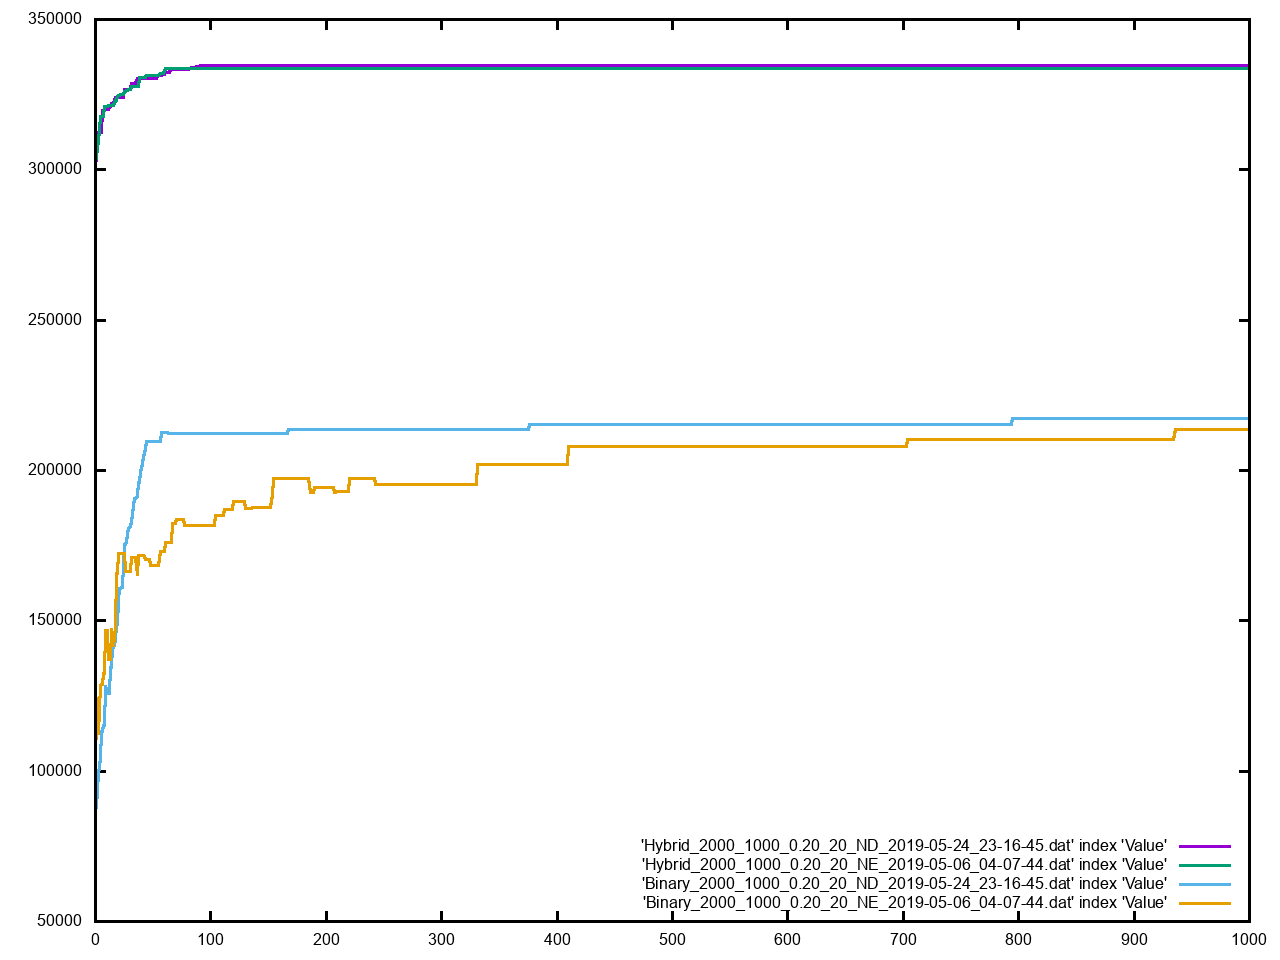 350000
300000
250000
200000
150000
100000
50000
'Hybrid_2000_1000_0.20_20_ND_2019-05-24_23-16-45.dat' index 'Value'
'Hybrid_2000_1000_0.20_20_NE_2019-05-06_04-07-44.dat' index 'Value'
'Binary_2000_1000_0.20_20_ND_2019-05-24_23-16-45.dat' index 'Value'
'Binary_2000_1000_0.20_20_NE_2019-05-06_04-07-44.dat' index 'Value'
0 100 200 300 400 500 600 700 800 900 1000